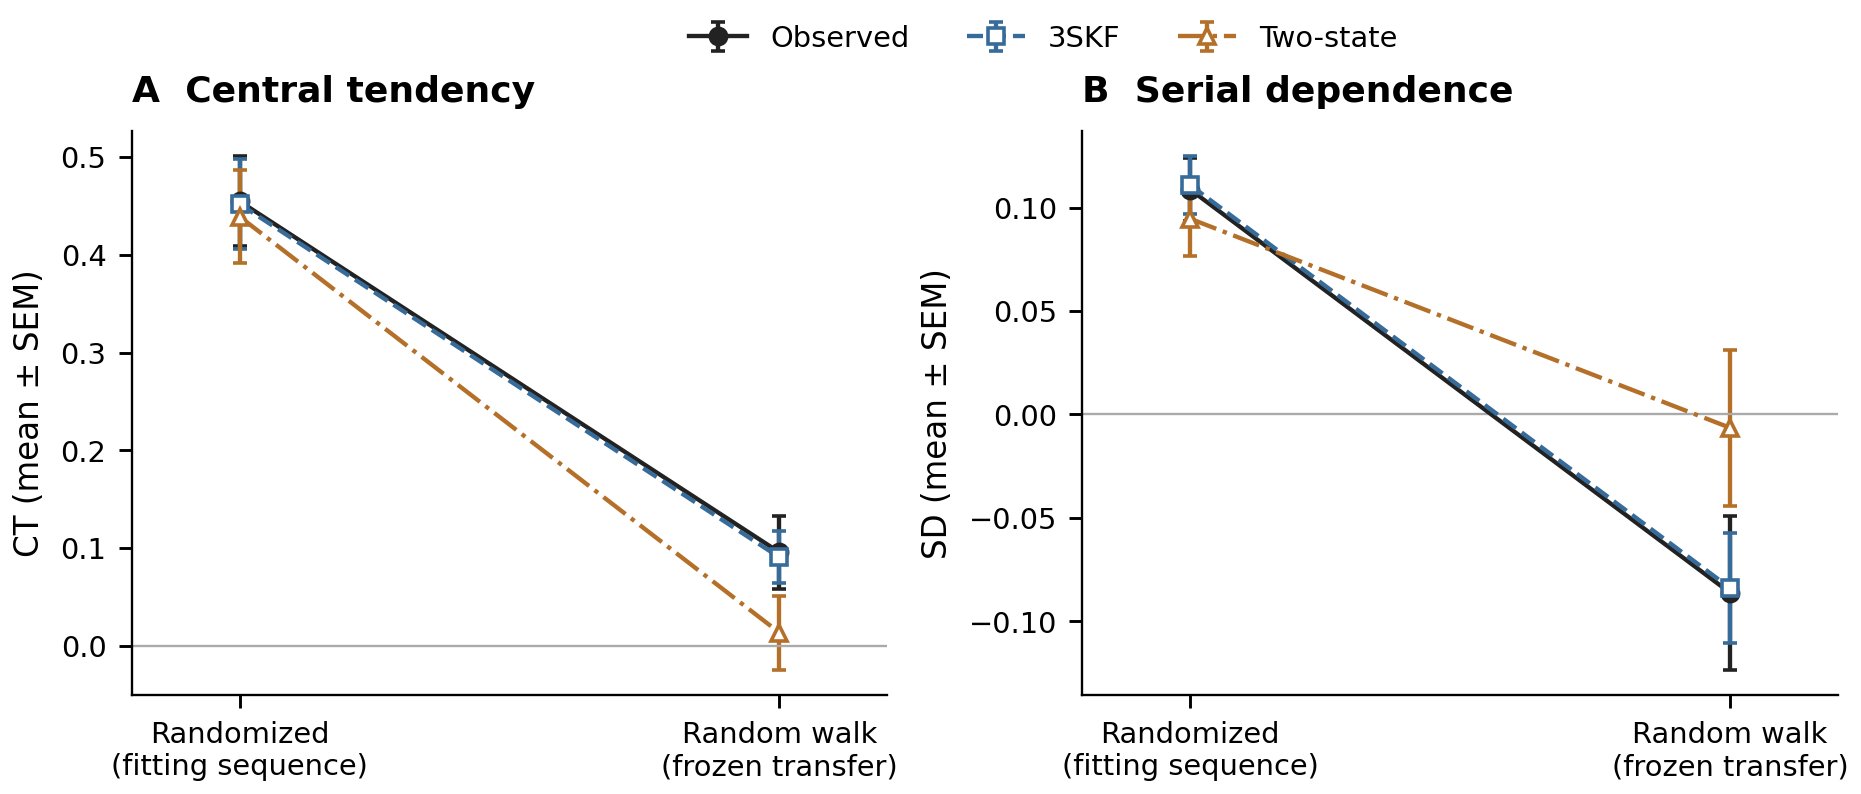 Observed 3SKF Two-state
A Central tendency
CT (mean ± SEM)
0.5
0.4
0.3
0.2
0.1
0.0
Randomized
(fitting sequence)
Random walk
(frozen transfer)
B Serial dependence
SD (mean ± SEM)
0.10
0.05
0.00
−0.05
−0.10
Randomized
(fitting sequence)
Random walk
(frozen transfer)